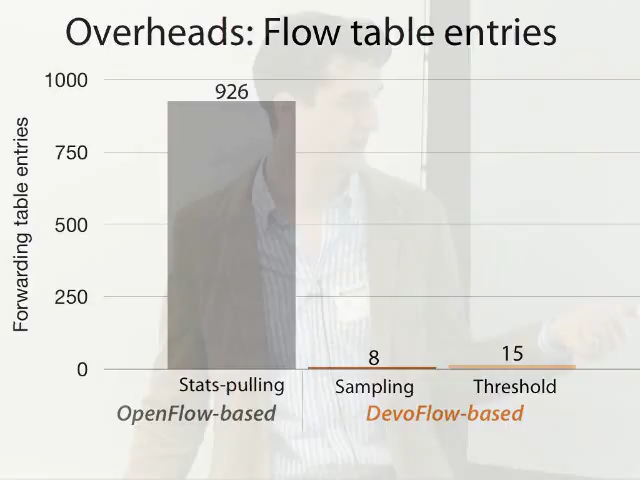 Overheads: Flow table entries
1000
926
750
500
250
0
Forwarding table entries
8
15
Stats-pulling
Sampling
Threshold
OpenFlow-based
DevoFlow-based